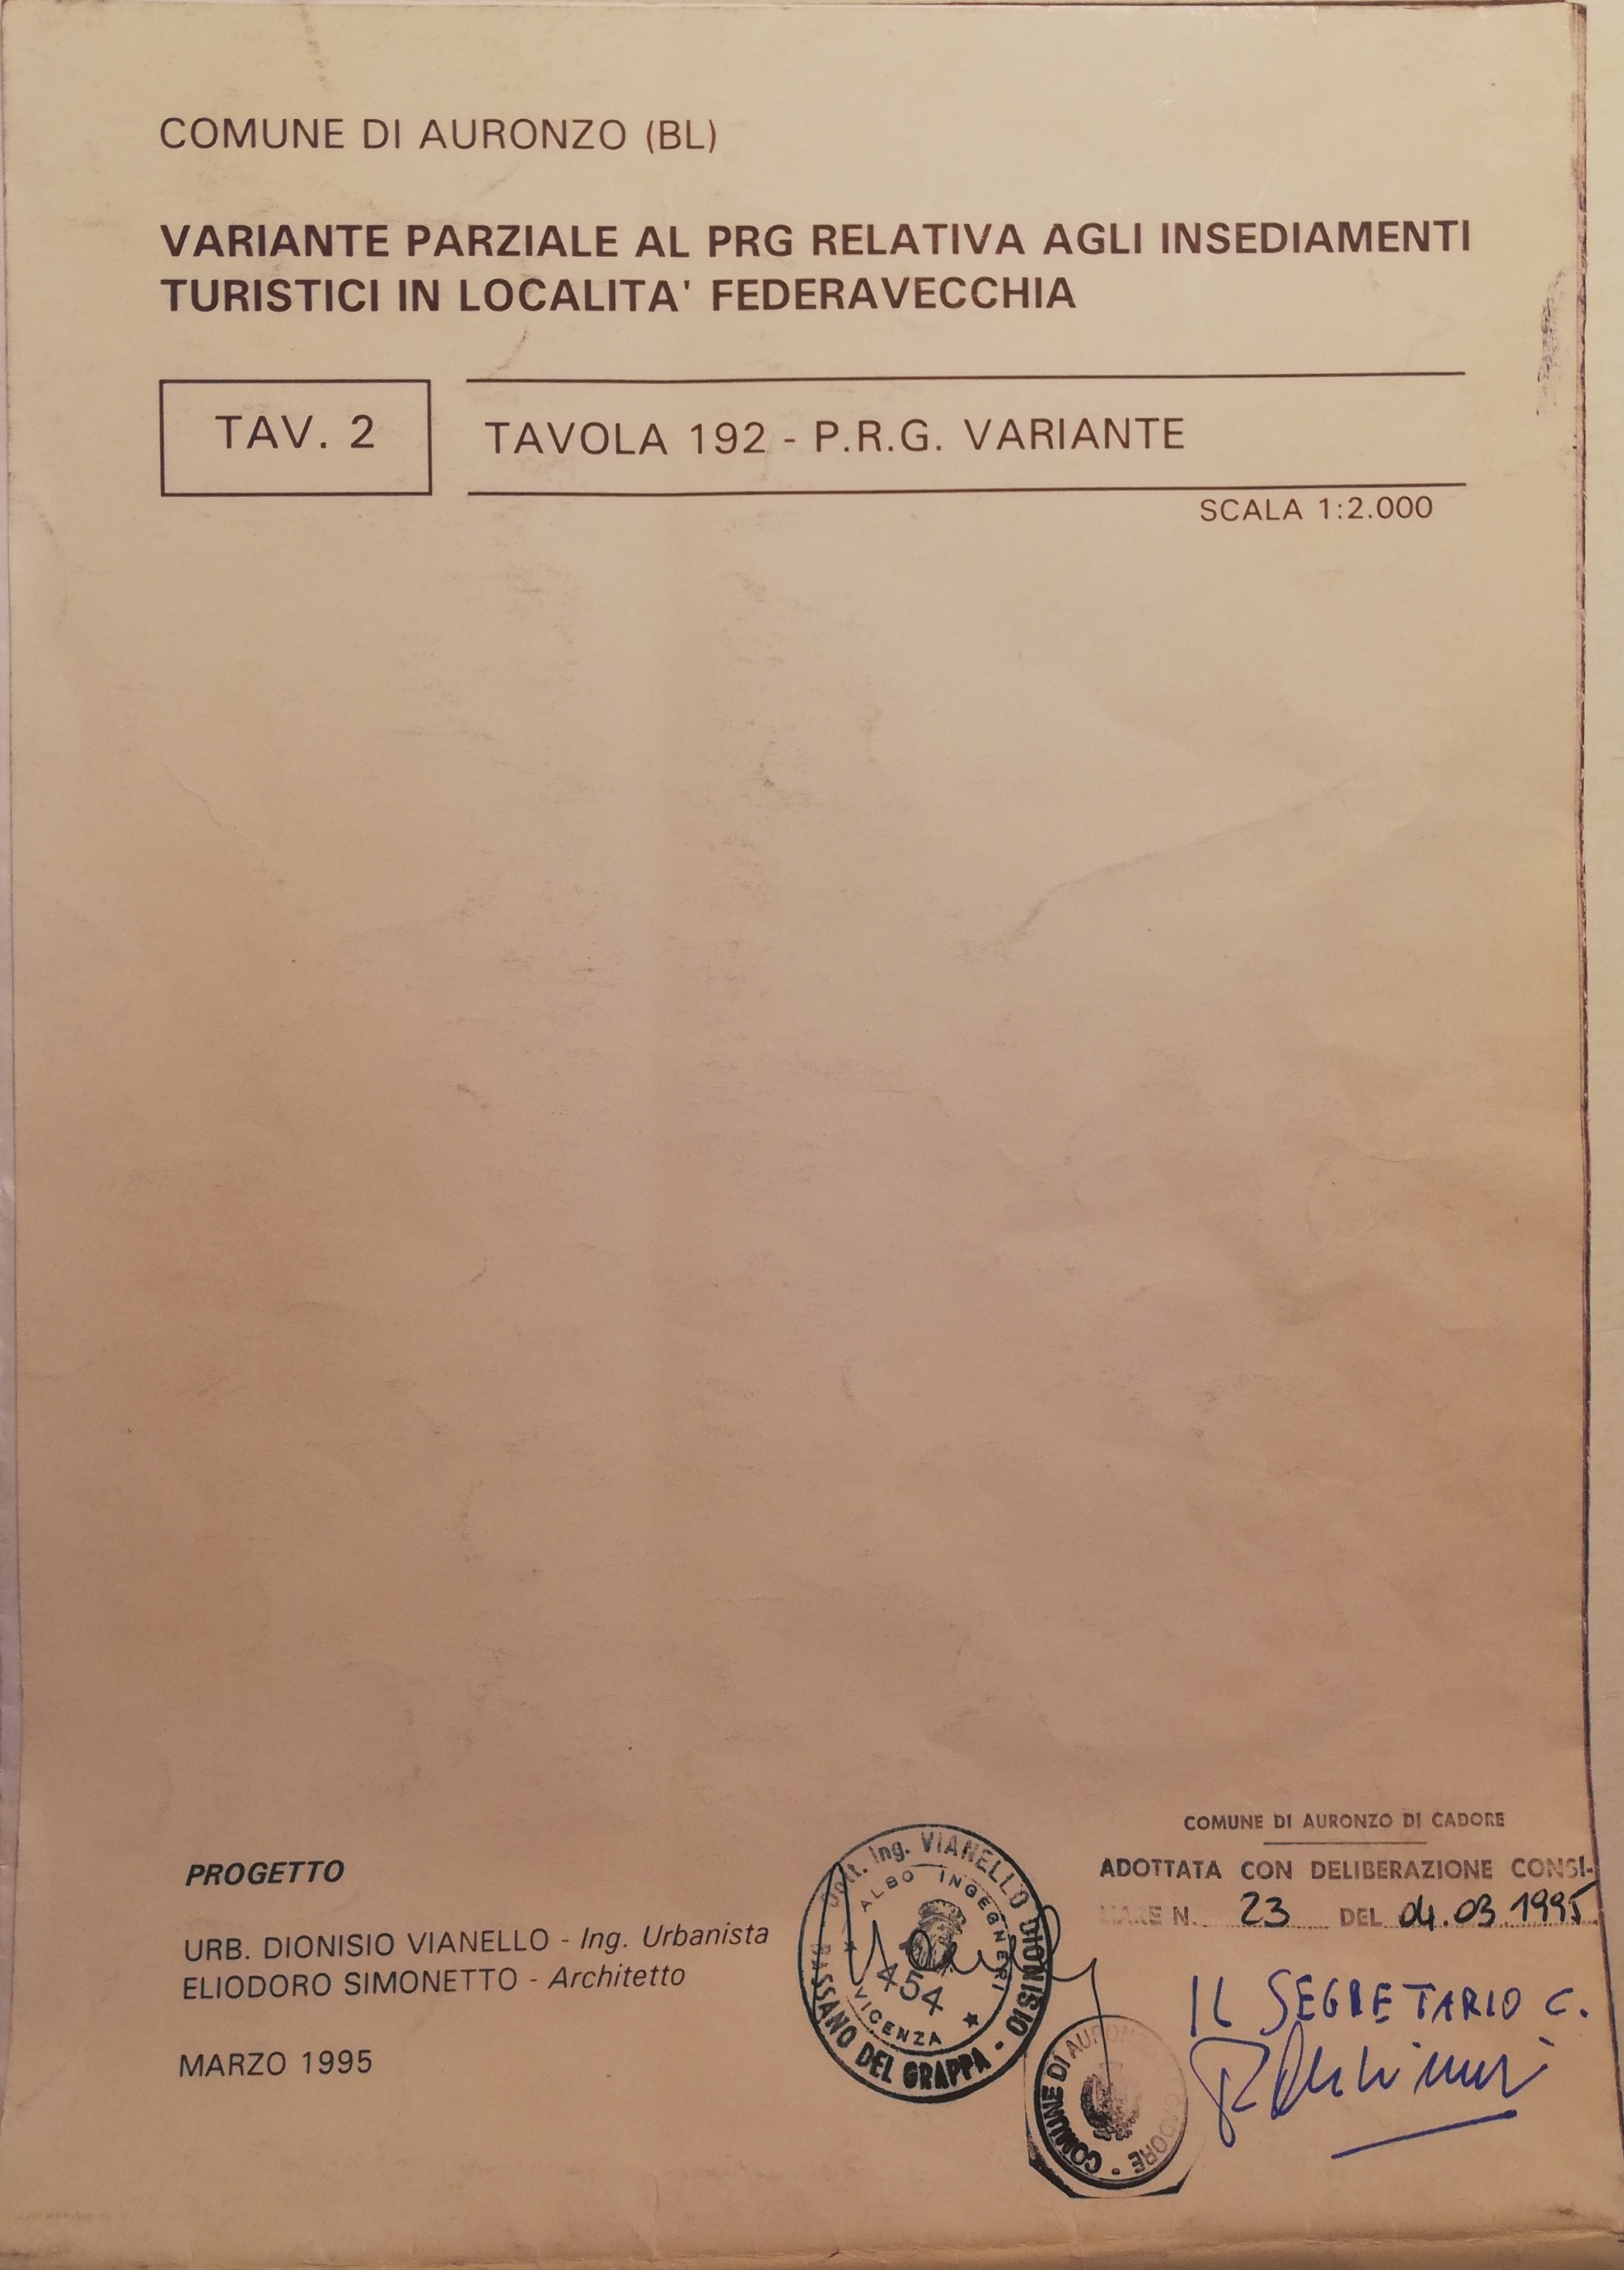 COMUNE DI AURONZO (BL)
VARIANTE PARZIALE AL PRG RELATIVA AGLI INSEDIAMENTI
TURISTICI IN LOCALITA' FEDERAVECCHIA
TAV. 2
TAVOLA 192 - P.R.G. VARIANTE
SCALA 1:2.000
PROGETTO
URB. DIONISIO VIANELLO - Ing. Urbanista
ELIODORO SIMONETTO - Architetto
MARZO 1995
Dott. Ing. VIANELLO DIONISIO - BASSANO DEL GRAPPA
ALBO INGEGNERI
454
VICENZA
COMUNE DI AURONZO DI CADORE
ADOTTATA CON DELIBERAZIONE CONSI-
LIARE N. 23 DEL 04.03.1995
IL SEGRETARIO C.
COMUNE DI AURONZO CADORE